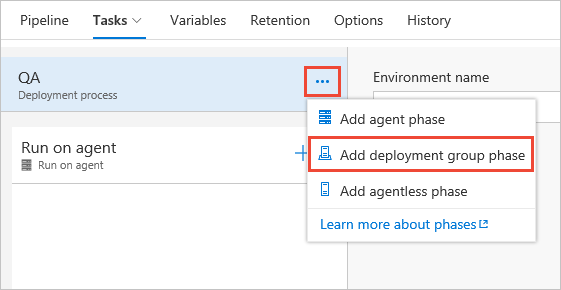 Pipeline Tasks Variables Retention Options History
QA
Deployment process
...
Environment name
Run on agent
Run on agent
Add agent phase
Add deployment group phase
Add agentless phase
Learn more about phases